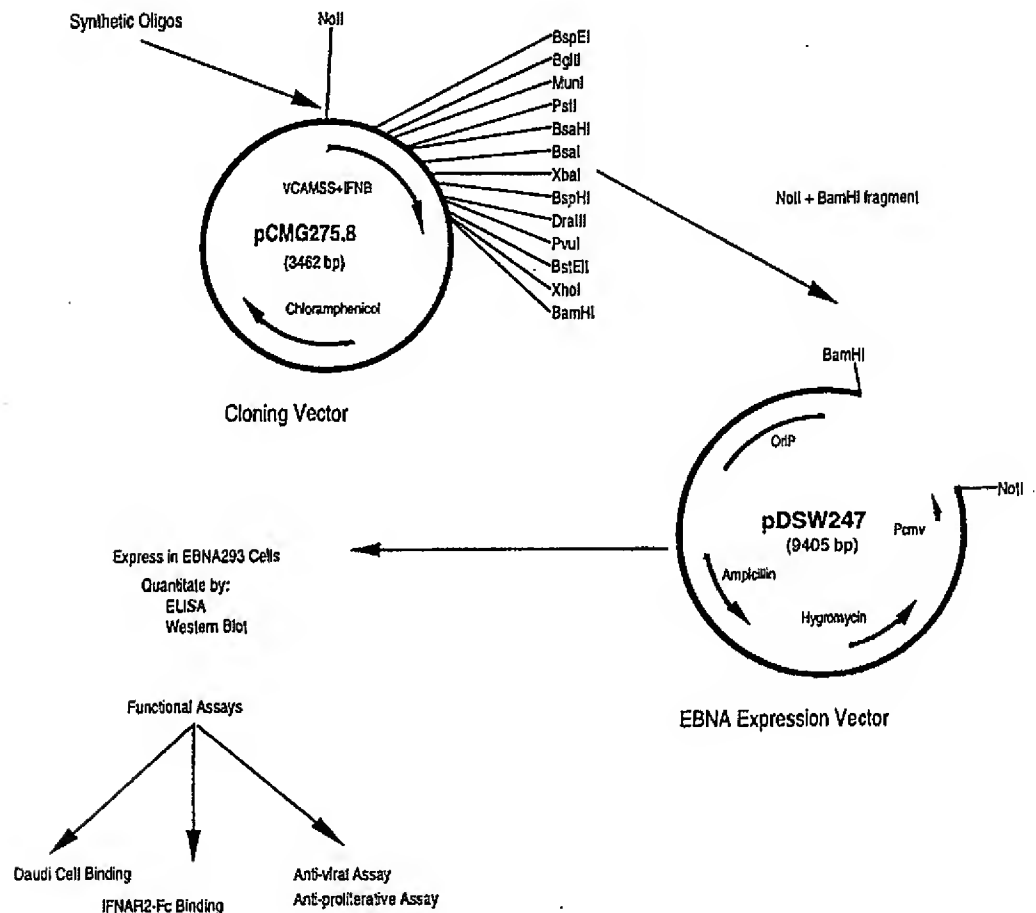 Synthetic Oligos
NotI
BspEI
BglII
MunI
PstI
BsaHI
BsaI
XbaI
BspHI
DraIII
PvuI
BstEII
XhoI
BamHI
VCAMSS+IFNB
pCMG275.8
(3462 bp)
Chloramphenicol
Cloning Vector
NotI + BamHI fragment
BamHI
OriP
NotI
pDSW247
(9405 bp)
Pcmv
Ampicillin
Hygromycin
EBNA Expression Vector
Express in EBNA293 Cells
Quantitate by:
ELISA
Western Blot
Functional Assays
Daudi Cell Binding
IFNAR2-Fc Binding
Anti-viral Assay
Anti-proliferative Assay